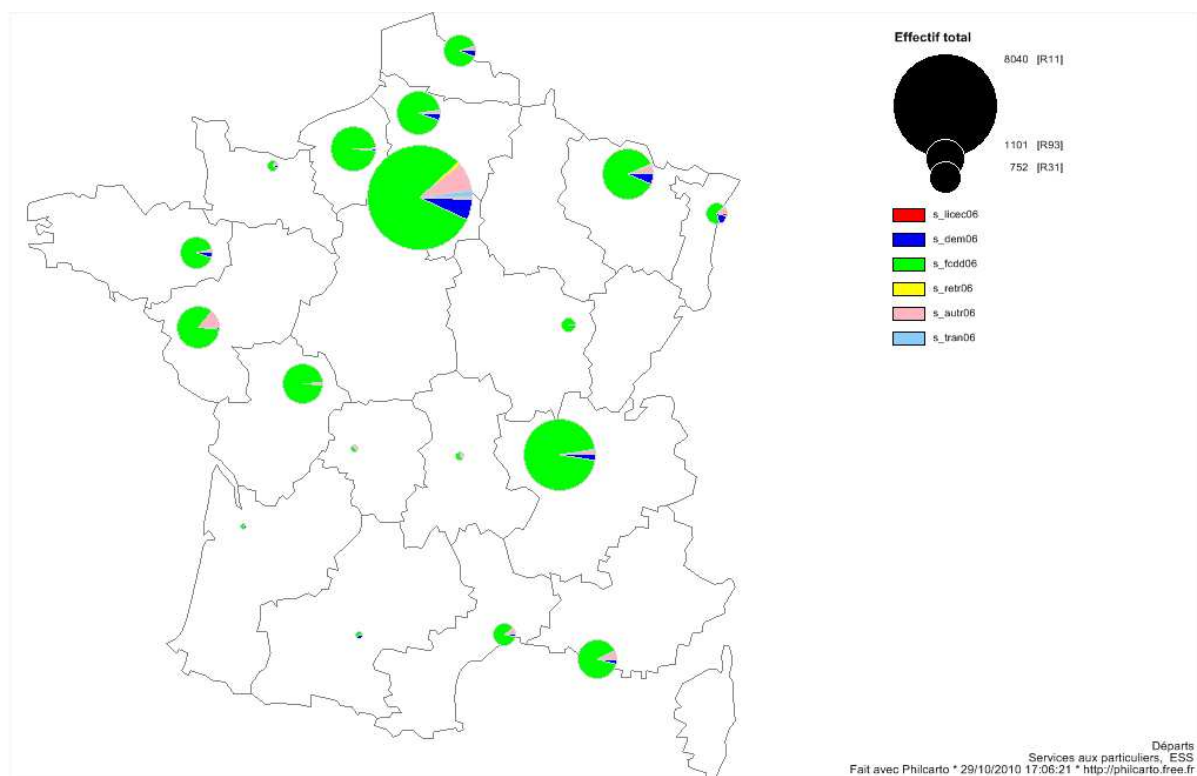 Effectif total
8040 [R11]
1101 [R93]
752 [R31]
s_licec06
s_dem06
s_fcdd06
s_retr06
s_autr06
s_tran06
Départs
Services aux particuliers, ESS
Fait avec Philcarto * 29/10/2010 17:06:21 * http://philcarto.free.fr